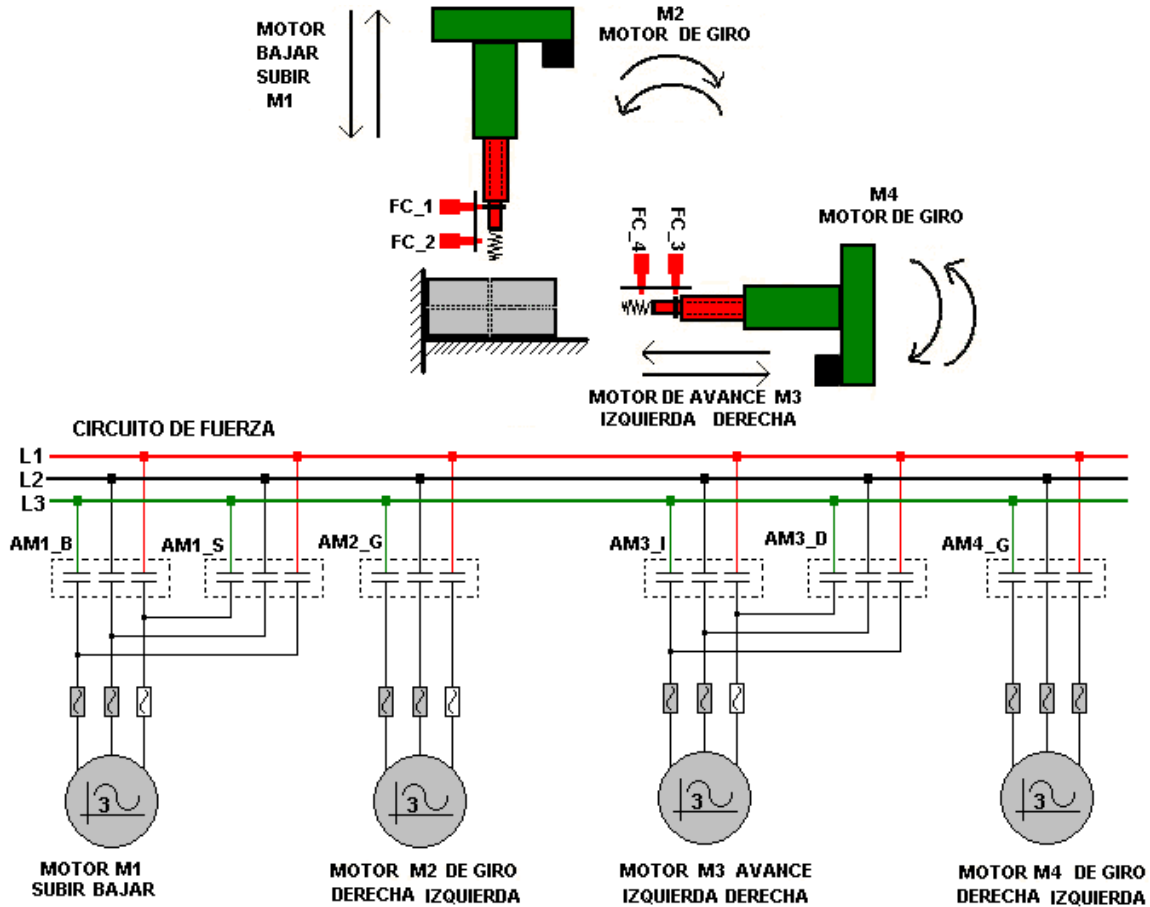 MOTOR
BAJAR
SUBIR
M1
M2
MOTOR DE GIRO
FC_1
FC_2
FC_4
FC_3
M4
MOTOR DE GIRO
MOTOR DE AVANCE M3
IZQUIERDA DERECHA
CIRCUITO DE FUERZA
L1
L2
L3
AM1_B
AM1_S
AM2_G
AM3_I
AM3_D
AM4_G
3
3
3
3
MOTOR M1
SUBIR BAJAR
MOTOR M2 DE GIRO
DERECHA IZQUIERDA
MOTOR M3 AVANCE
IZQUIERDA DERECHA
MOTOR M4 DE GIRO
DERECHA IZQUIERDA